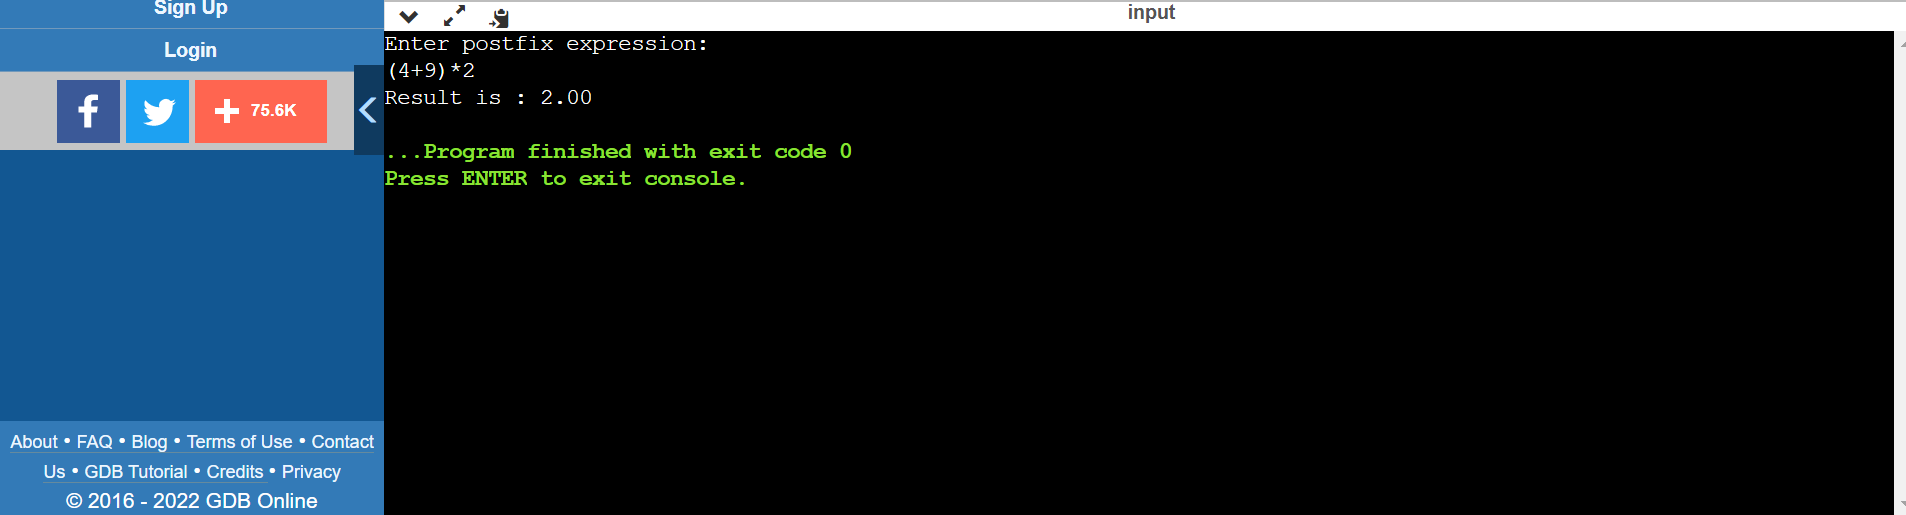 Sign Up
Login
75.6K
About • FAQ • Blog • Terms of Use • Contact
Us • GDB Tutorial • Credits • Privacy
© 2016 - 2022 GDB Online
input
Enter postfix expression:
(4+9)*2
Result is : 2.00
...Program finished with exit code 0
Press ENTER to exit console.